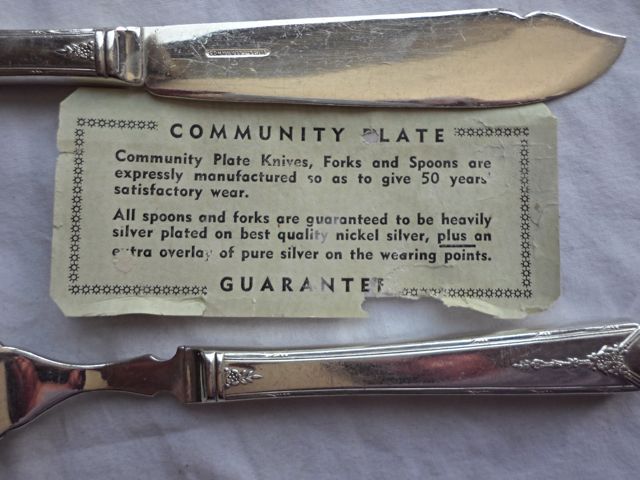 COMMUNITY PLATE
Community Plate Knives, Forks and Spoons are
expressly manufactured so as to give 50 years'
satisfactory wear.
All spoons and forks are guaranteed to be heavily
silver plated on best quality nickel silver, plus an
extra overlay of pure silver on the wearing points.
GUARANTEE